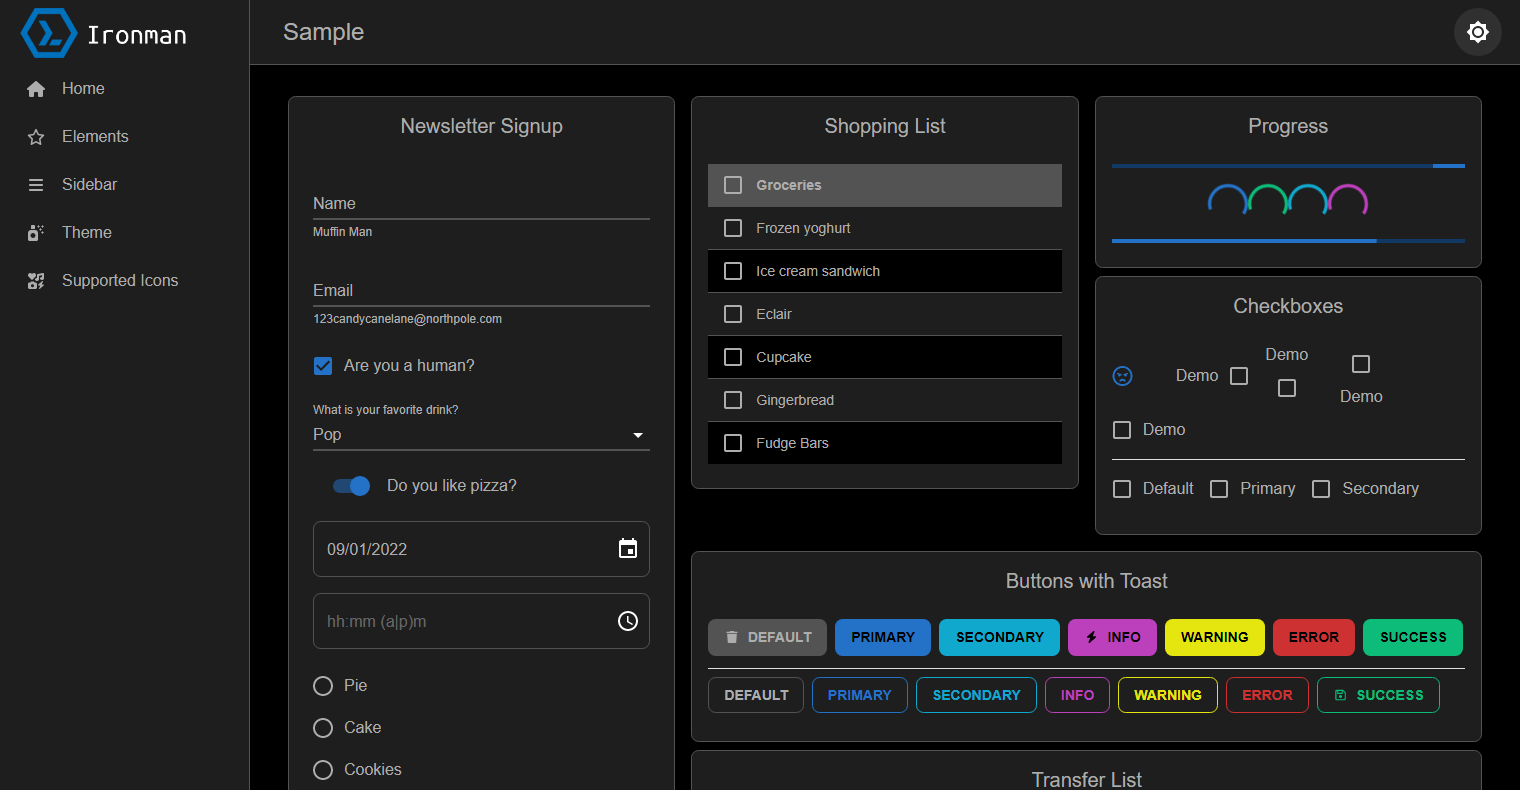 Ironman
Home
Elements
Sidebar
Theme
Supported Icons
Sample
Newsletter Signup
Name
Muffin Man
Email
123candycanelane@northpole.com
Are you a human?
What is your favorite drink?
Pop
Do you like pizza?
09/01/2022
hh:mm (a|p)m
Pie
Cake
Cookies
Shopping List
Groceries
Frozen yoghurt
Ice cream sandwich
Eclair
Cupcake
Gingerbread
Fudge Bars
Progress
Checkboxes
Demo
Demo
Demo
Demo
Default Primary Secondary
Buttons with Toast
DEFAULT PRIMARY SECONDARY INFO WARNING ERROR SUCCESS
DEFAULT PRIMARY SECONDARY INFO WARNING ERROR SUCCESS
Transfer List